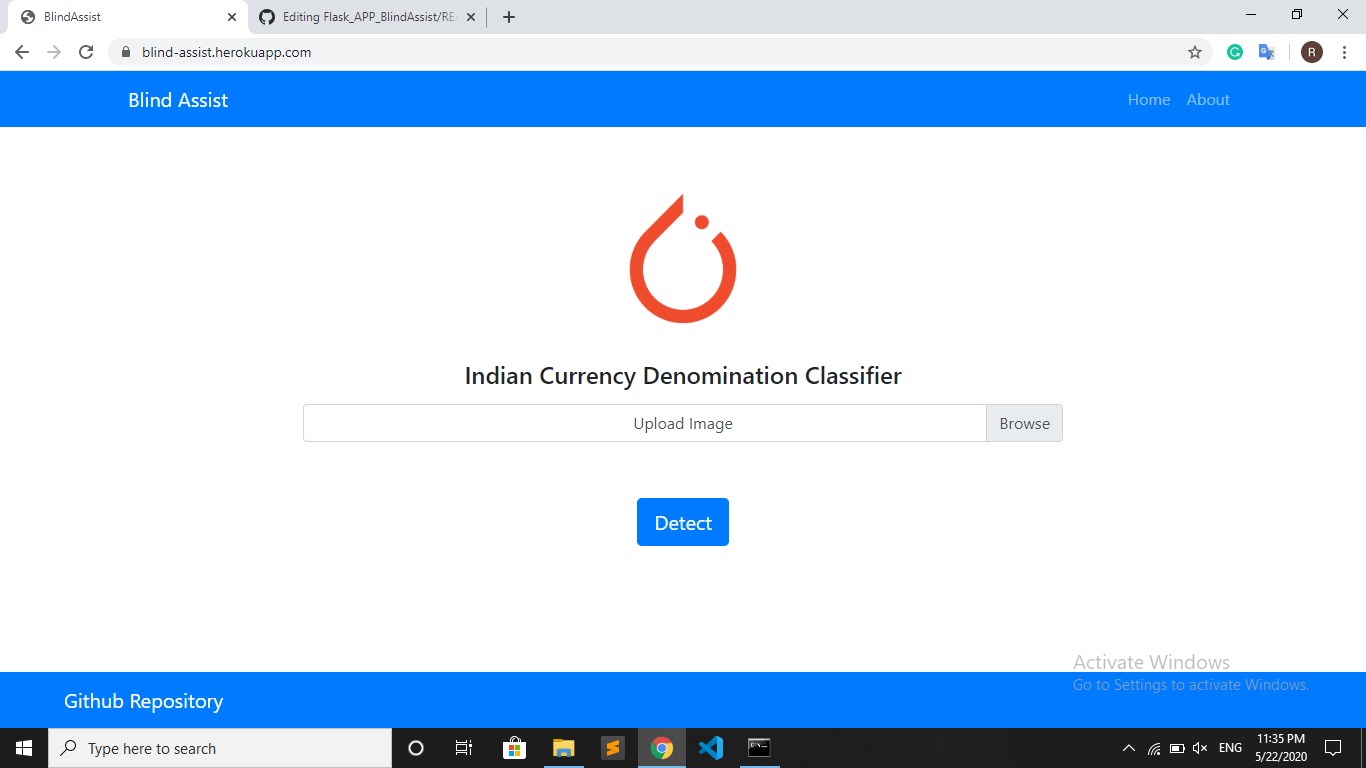 BlindAssist
Editing Flask_APP_BlindAssist/RE
blind-assist.herokuapp.com
R
Blind Assist
Home About
Indian Currency Denomination Classifier
Upload Image
Browse
Detect
Activate Windows
Go to Settings to activate Windows.
Github Repository
Type here to search
ENG
11:35 PM
5/22/2020